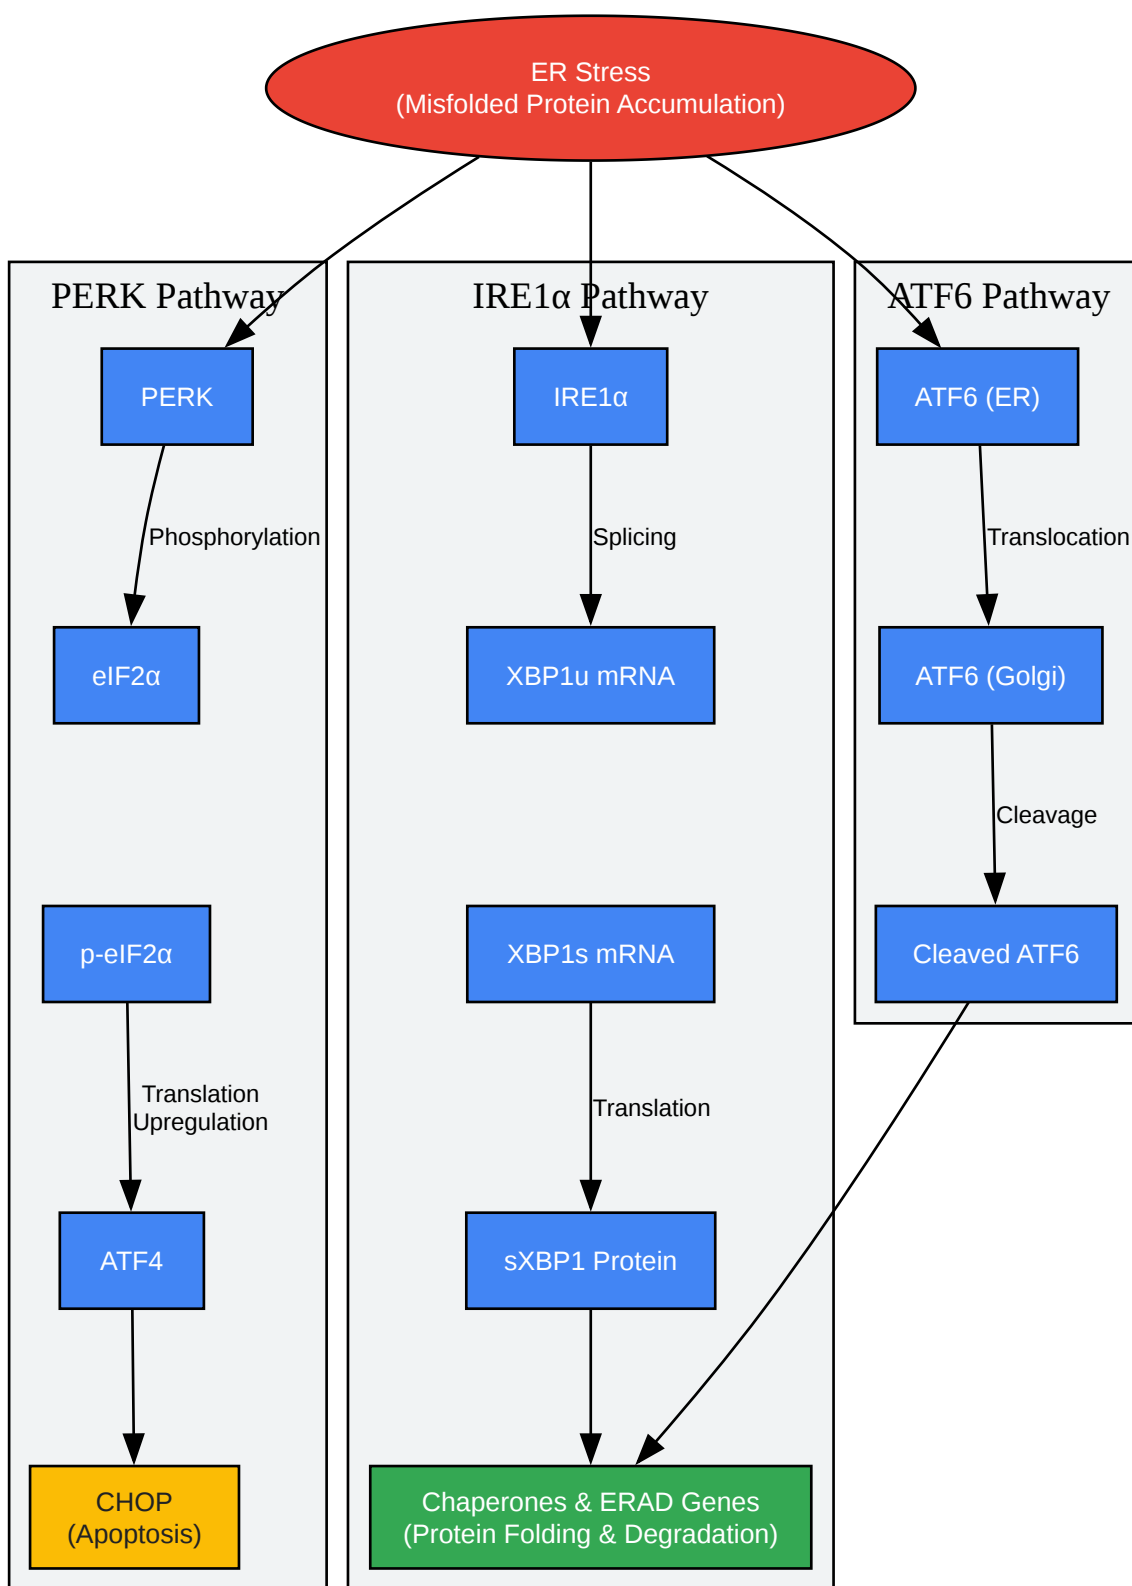 ER Stress
(Misfolded Protein Accumulation)
PERK Pathway
IRE1α Pathway
ATF6 Pathway
PERK
IRE1α
ATF6 (ER)
Phosphorylation
Splicing
Translocation
eIF2α
XBP1u mRNA
ATF6 (Golgi)
Cleavage
p-eIF2α
XBP1s mRNA
Cleaved ATF6
Translation
Upregulation
Translation
ATF4
sXBP1 Protein
CHOP
(Apoptosis)
Chaperones & ERAD Genes
(Protein Folding & Degradation)